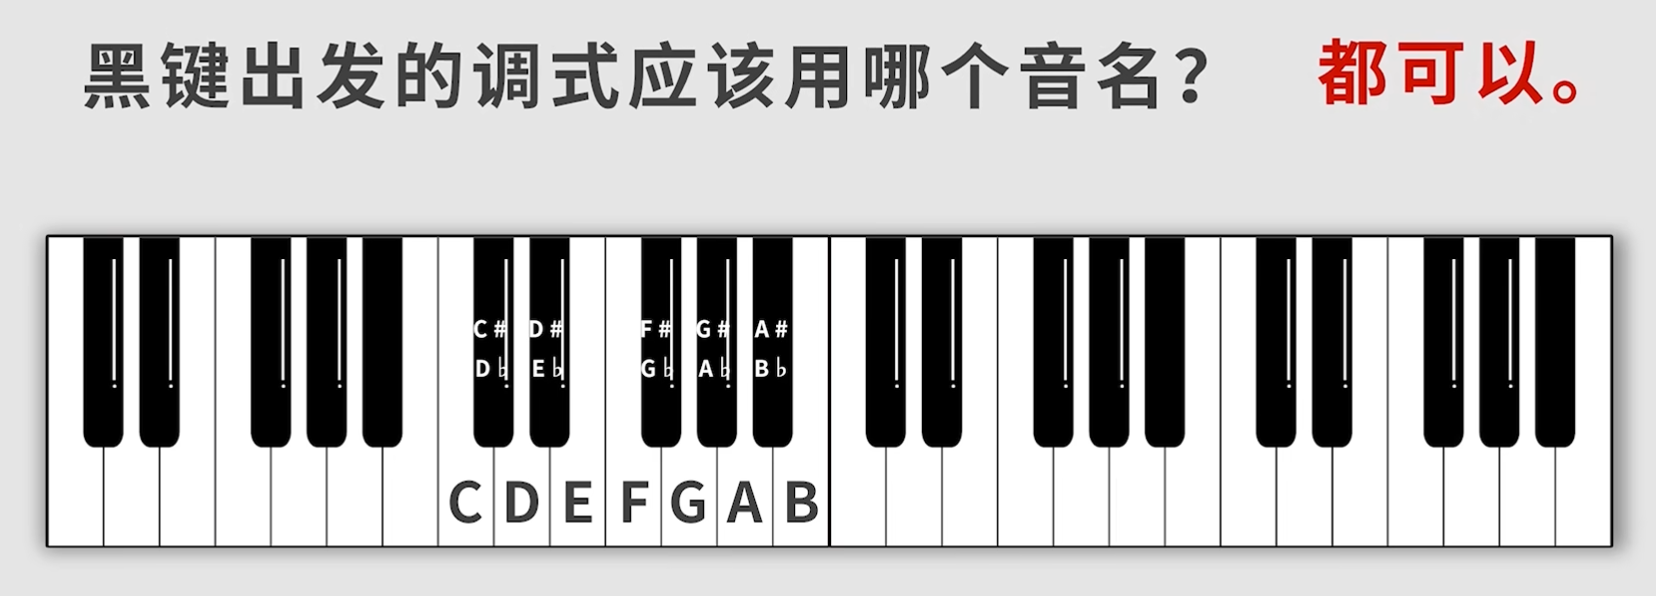 黑键出发的调式应该用哪个音名? 都可以。
C# D# F# G# A#
D♭ E♭ G♭ A♭ B♭
C D E F G A B